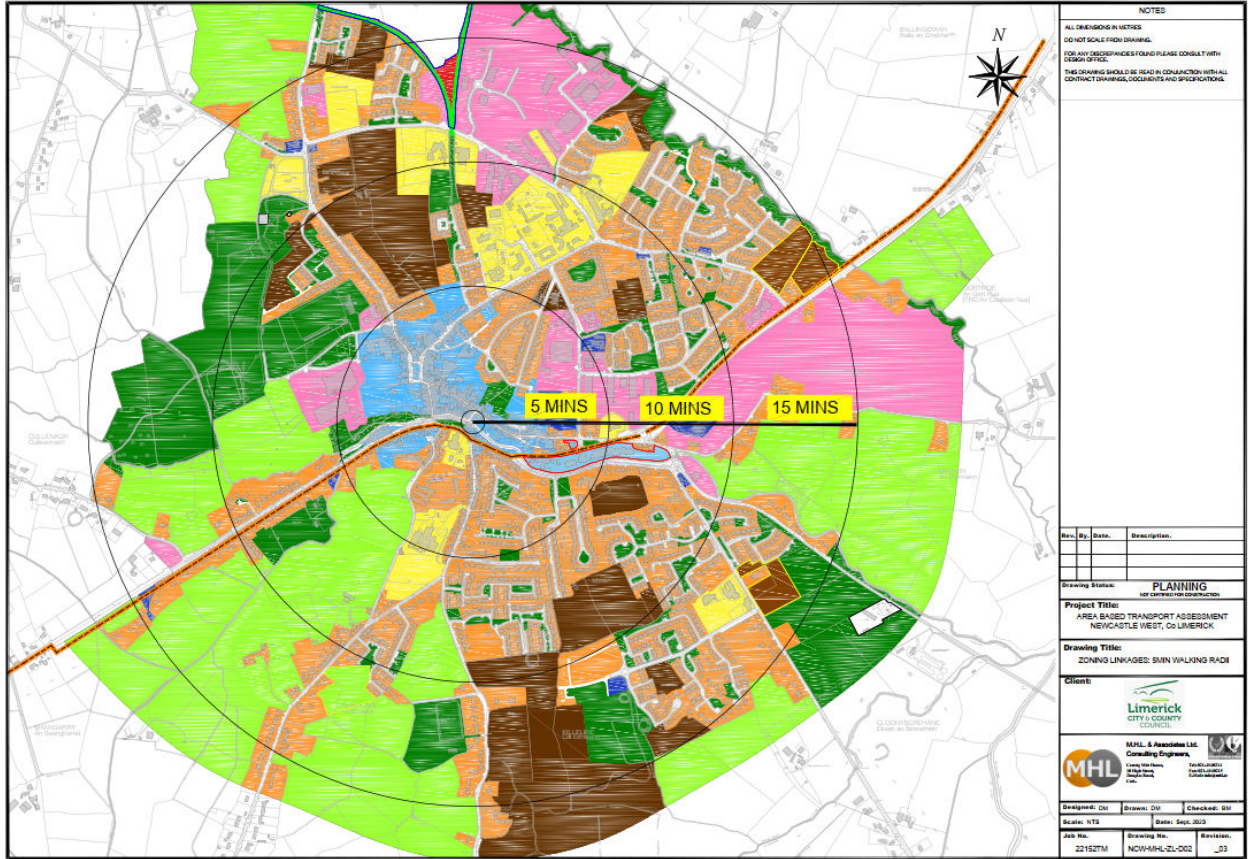 BALLINGOWAN
N
5 MINS
10 MINS
15 MINS
CULLENAGH
NOTES
ALL DIMENSIONS IN METRES
DO NOT SCALE FROM DRAWING.
FOR ANY DISCREPANCIES FOUND PLEASE CONSULT WITH
DESIGN OFFICE.
THIS DRAWING SHOULD BE READ IN CONJUNCTION WITH ALL
CONTRACT DRAWINGS, DOCUMENTS AND SPECIFICATIONS.
Rev. By. Date. Description.
Drawing Status: PLANNING
NOT CERTIFIED FOR CONSTRUCTION
Project Title:
AREA BASED TRANSPORT ASSESSMENT
NEWCASTLE WEST, Co LIMERICK
Drawing Title:
ZONING LINKAGES: 5MIN WALKING RADII
Client:
Limerick
CITY & COUNTY
COUNCIL
MHL
M.H.L. & Associates Ltd.
Consulting Engineers,
Designed: DM Drawn: DM Checked: BM
Scale: NTS Date: Sept. 2023
Job No. Drawing No. Revision.
22152TM NCW-MHL-ZL-D02 _03